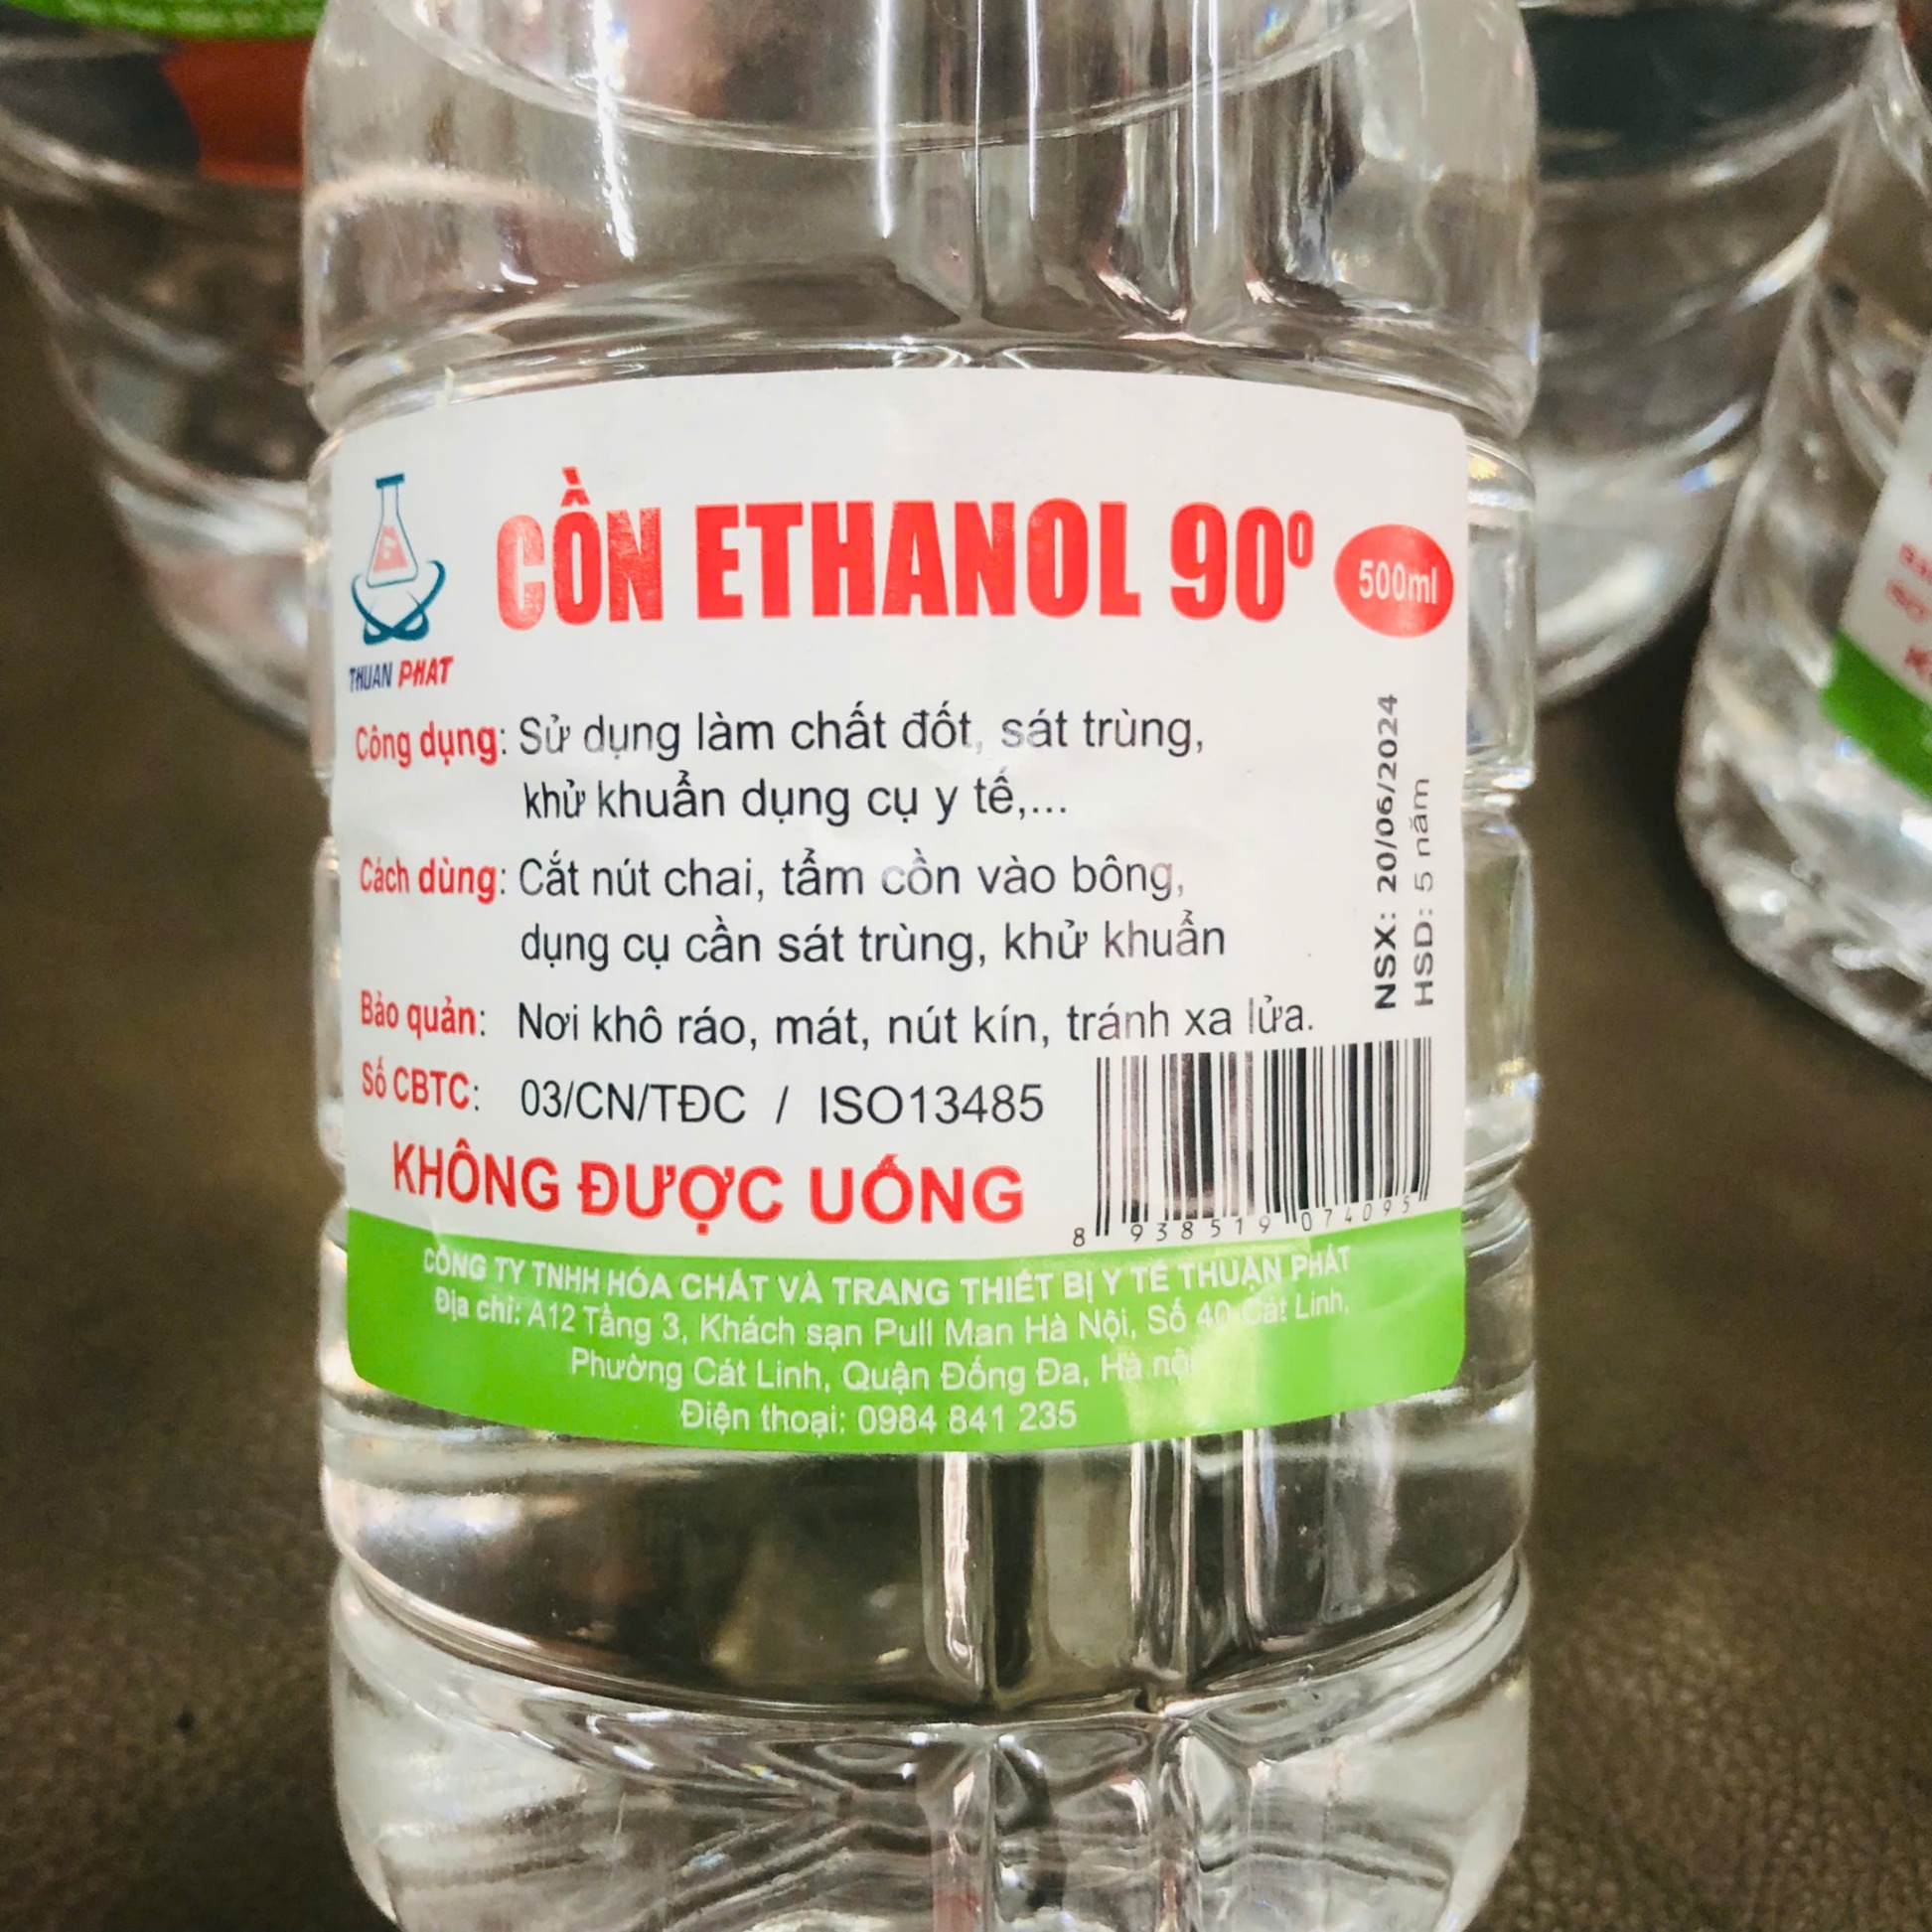 CỒN ETHANOL 90⁰
500ml
THUAN PHAT
Công dụng: Sử dụng làm chất đốt, sát trùng,
khử khuẩn dụng cụ y tế,...
Cách dùng: Cắt nút chai, tẩm cồn vào bông,
dụng cụ cần sát trùng, khử khuẩn
Bảo quản: Nơi khô ráo, mát, nút kín, tránh xa lửa.
Số CBTC: 03/CN/TĐC / ISO13485
KHÔNG ĐƯỢC UỐNG
NSX: 20/06/2024
HSD: 5 năm
8 938519 074095
CÔNG TY TNHH HÓA CHẤT VÀ TRANG THIẾT BỊ Y TẾ THUẬN PHÁT
Địa chỉ: A12 Tầng 3, Khách sạn Pull Man Hà Nội, Số 40 Cát Linh,
Phường Cát Linh, Quận Đống Đa, Hà nội
Điện thoại: 0984 841 235